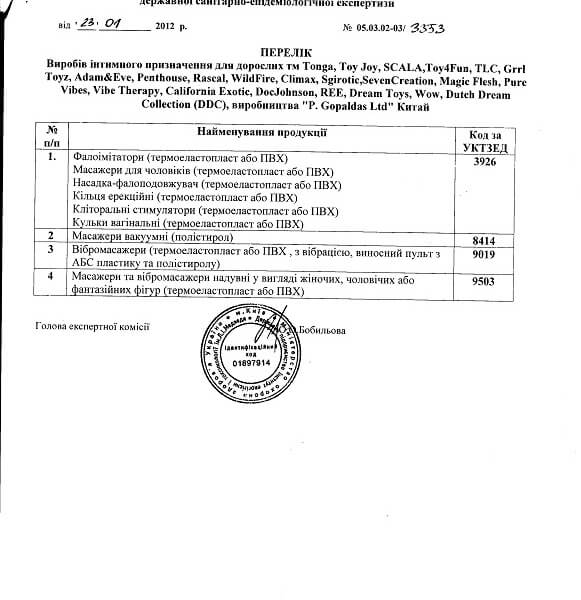 державної санітарно-епідеміологічної експертизи
від 23.01 2012 р. № 05.03.02-03/ 3353
ПЕРЕЛІК
Виробів інтимного призначення для дорослих тм Tonga, Toy Joy, SCALA,Toy4Fun, TLC, Grrl
Toyz, Adam&Eve, Penthouse, Rascal, WildFire, Climax, Sgirotic,SevenCreation, Magic Flesh, Pure
Vibes, Vibe Therapy, California Exotic, DocJohnson, REE, Dream Toys, Wow, Dutch Dream
Collection (DDC), виробництва "P. Gopaldas Ltd" Китай
№ п/п Найменування продукції Код за УКТЗЕД
1. Фалоімітатори (термоеластопласт або ПВХ) 3926
Масажери для чоловіків (термоеластопласт або ПВХ)
Насадка-фалоподовжувач (термоеластопласт або ПВХ)
Кільця ерекційні (термоеластопласт або ПВХ)
Кліторальні стимулятори (термоеластопласт або ПВХ)
Кульки вагінальні (термоеластопласт або ПВХ)
2 Масажери вакуумні (полістирол) 8414
3 Вібромасажери (термоеластопласт або ПВХ , з вібрацією, виносний пульт з 9019
АБС пластику та полістиролу)
4 Масажери та вібромасажери надувні у вигляді жіночих, чоловічих або 9503
фантазійних фігур (термоеластопласт або ПВХ)
Голова експертної комісії Бобильова
Україна м. Київ Міністерство охорони здоров'я
Ідентифікаційний
код
01897914